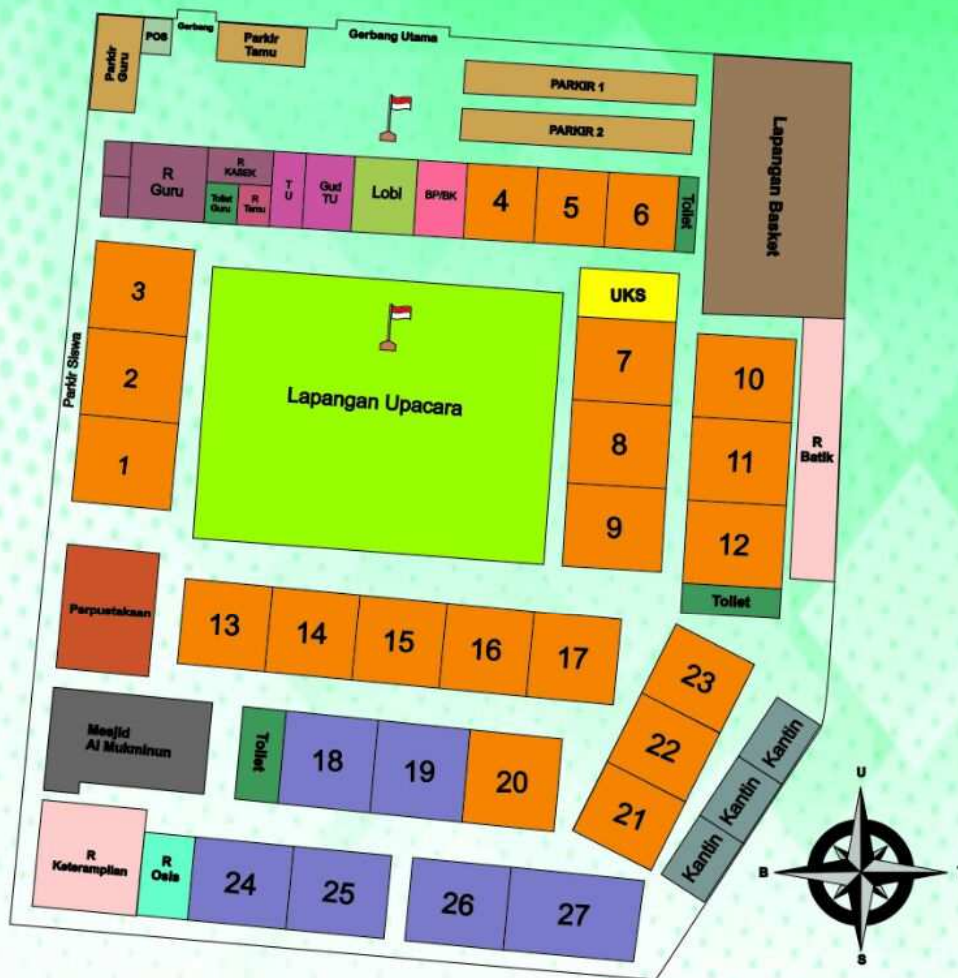 Gerbang
Gerbang Utama
POS
Parkir
Guru
Parkir
Tamu
PARKIR 1
PARKIR 2
Lapangan Basket
R
Guru
R
KASEK
Toilet
Guru
R
Tamu
T
U
Gud
TU
Lobi
BP/BK
4
5
6
Toilet
3
2
1
Parkir Siswa
Lapangan Upacara
UKS
7
8
9
10
11
12
Toilet
R
Batik
Perpustakaan
13
14
15
16
17
23
22
21
Mesjid
Al Mukminun
Toilet
18
19
20
Kantin
Kantin
Kantin
R
Keterampilan
R
Osis
24
25
26
27
U
B
S